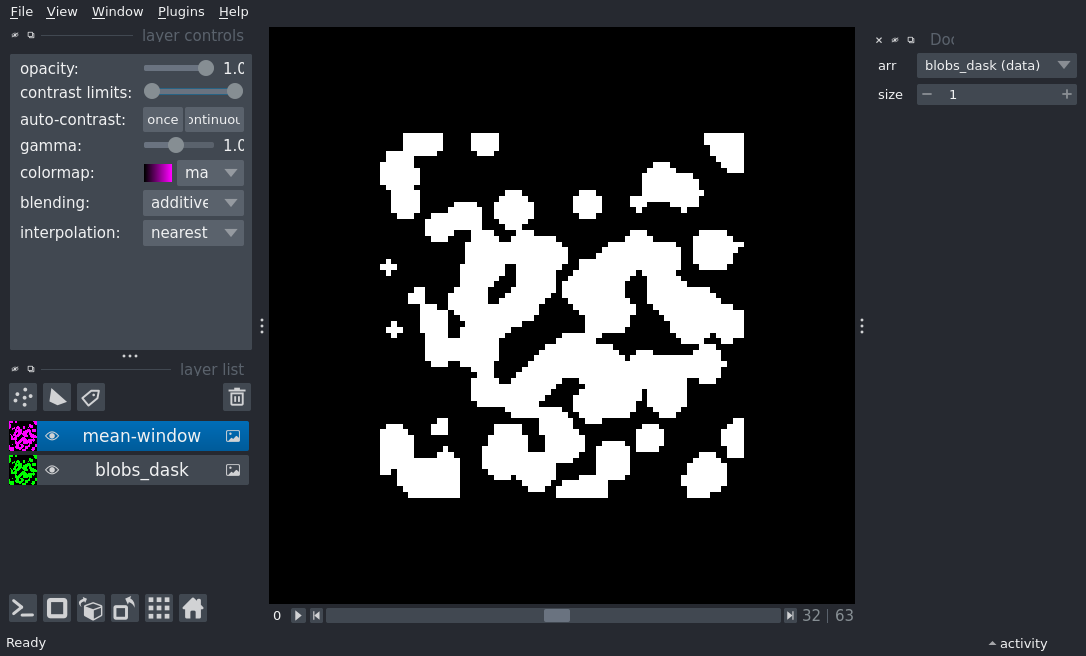 File View Window Plugins Help
layer controls
opacity: 1.0
contrast limits:
auto-contrast: once ontinuou
gamma: 1.0
colormap: ma
blending: additive
interpolation: nearest
layer list
mean-window
blobs_dask
Doc
arr blobs_dask (data)
size 1
0 32 | 63
Ready
activity